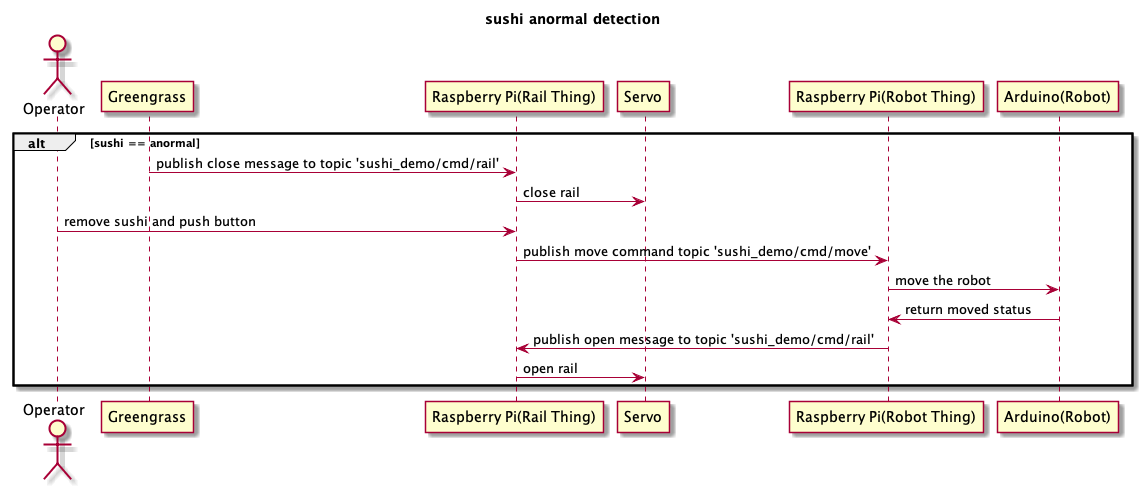 sushi anormal detection
Operator
Greengrass
Raspberry Pi(Rail Thing)
Servo
Raspberry Pi(Robot Thing)
Arduino(Robot)
alt
[sushi == anormal]
publish close message to topic 'sushi_demo/cmd/rail'
close rail
remove sushi and push button
publish move command topic 'sushi_demo/cmd/move'
move the robot
return moved status
publish open message to topic 'sushi_demo/cmd/rail'
open rail
Operator
Greengrass
Raspberry Pi(Rail Thing)
Servo
Raspberry Pi(Robot Thing)
Arduino(Robot)